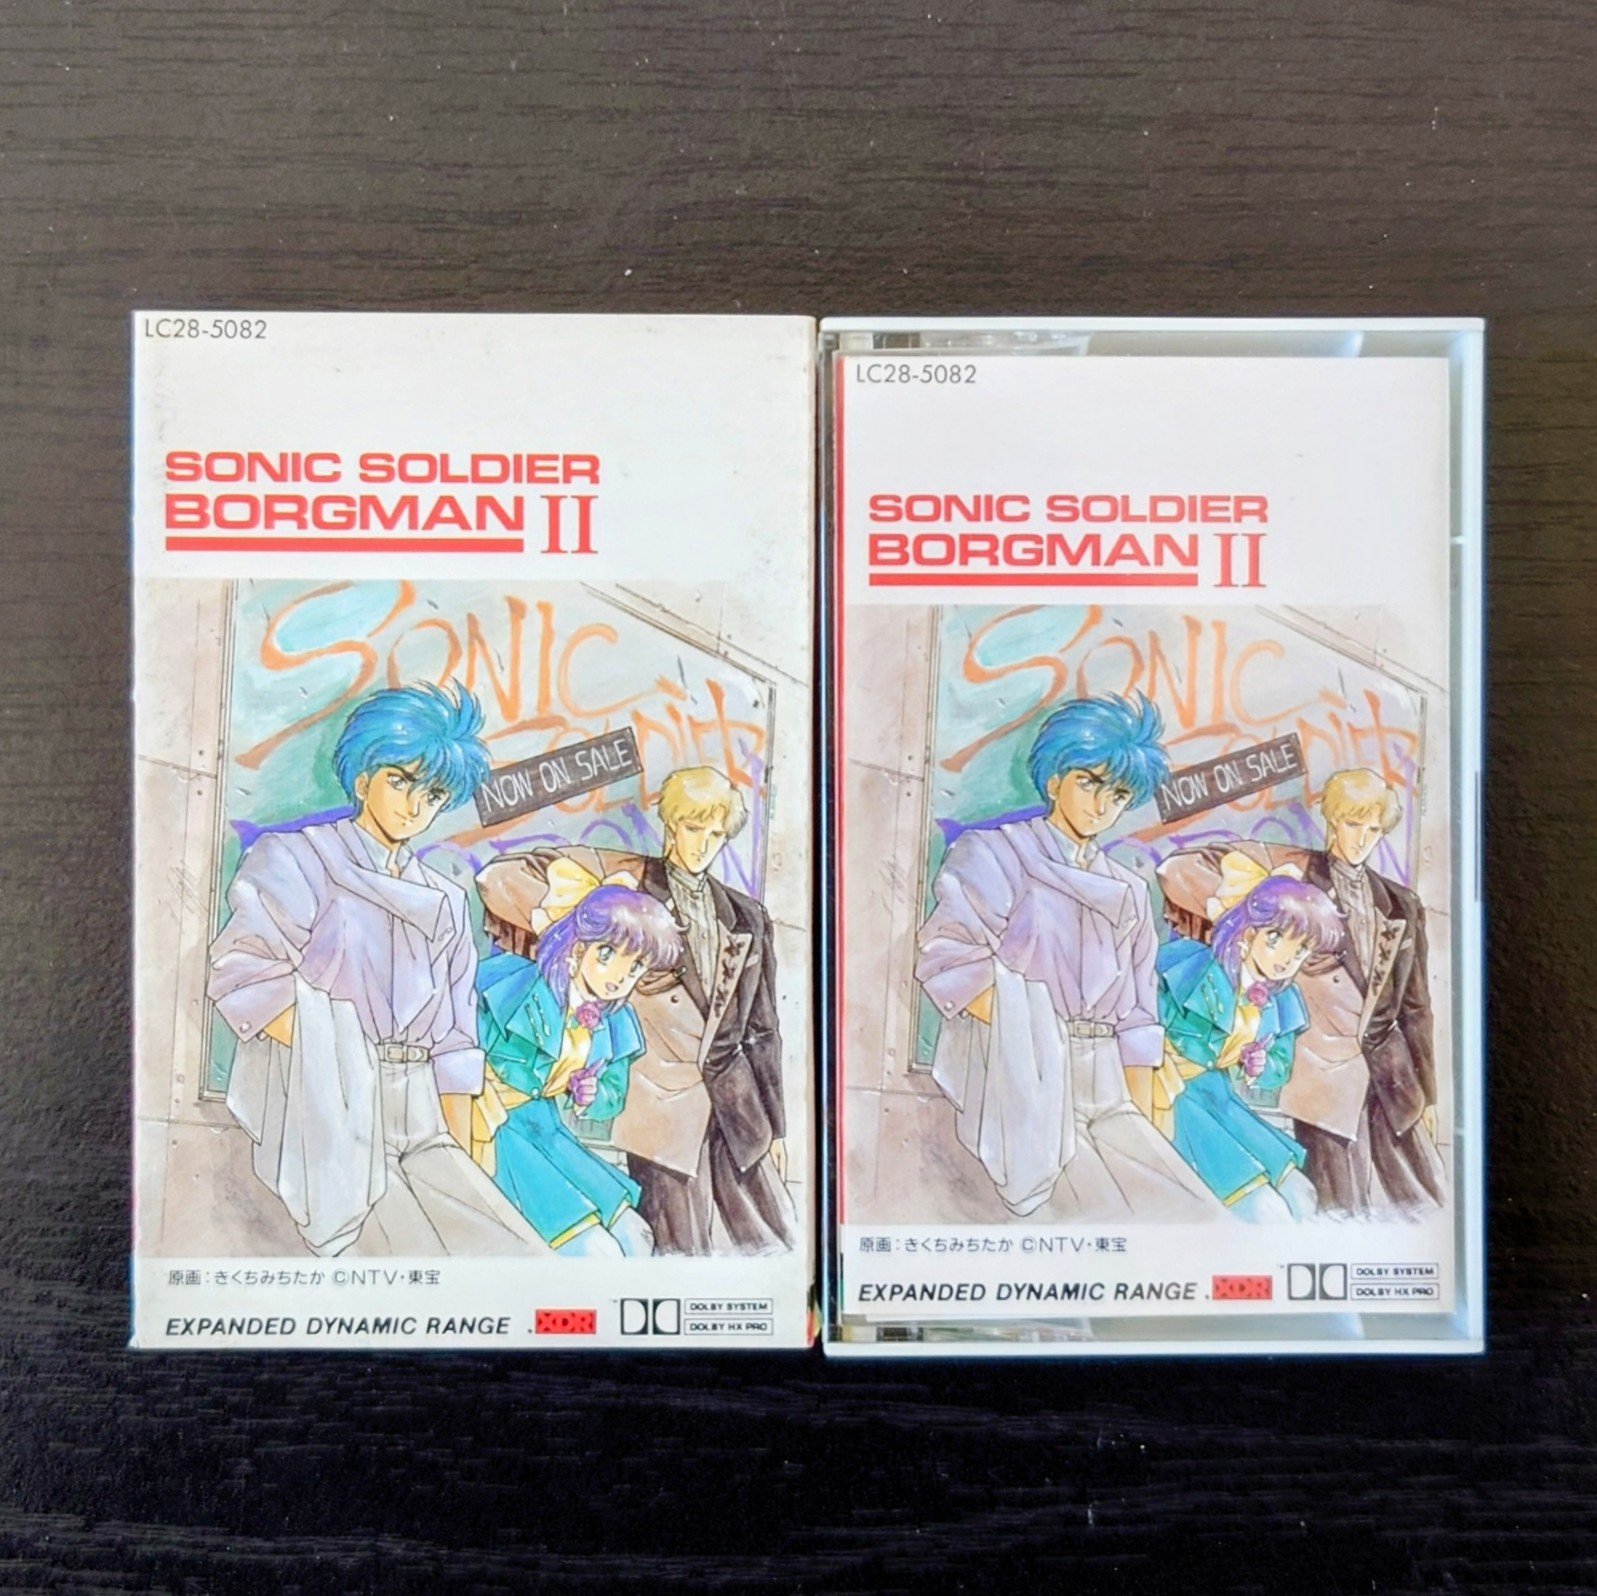 LC28-5082
SONIC SOLDIER
BORGMAN II
SONIC
SOLDIER
NOW ON SALE
原画：きくちみちたか ©NTV・東宝
EXPANDED DYNAMIC RANGE XDR
DOLBY SYSTEM
DOLBY HX PRO
LC28-5082
SONIC SOLDIER
BORGMAN II
SONIC
SOLDIER
NOW ON SALE
原画：きくちみちたか ©NTV・東宝
EXPANDED DYNAMIC RANGE XDR
DOLBY SYSTEM
DOLBY HX PRO